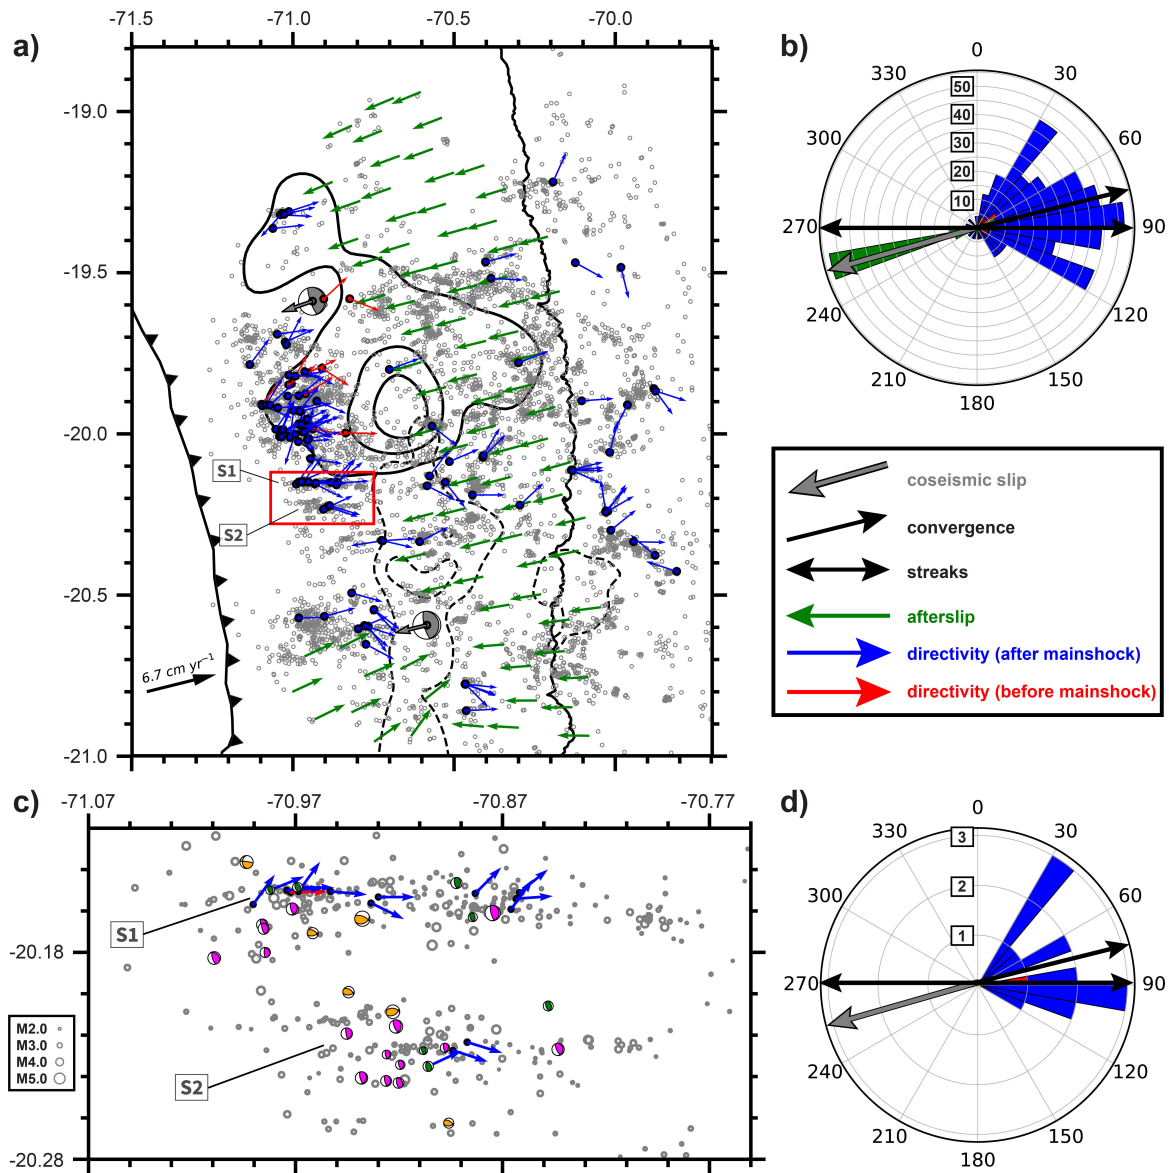 a)
-71.5 -71.0 -70.5 -70.0
-19.0
-19.5
-20.0
-20.5
-21.0
S1
S2
6.7 cm yr⁻¹
b)
0
30
60
90
120
150
180
210
240
270
300
330
50
40
30
20
10
coseismic slip
convergence
streaks
afterslip
directivity (after mainshock)
directivity (before mainshock)
c)
-71.07 -70.97 -70.87 -70.77
-20.18
-20.28
S1
S2
M2.0
M3.0
M4.0
M5.0
d)
0
30
60
90
120
150
180
210
240
270
300
330
3
2
1